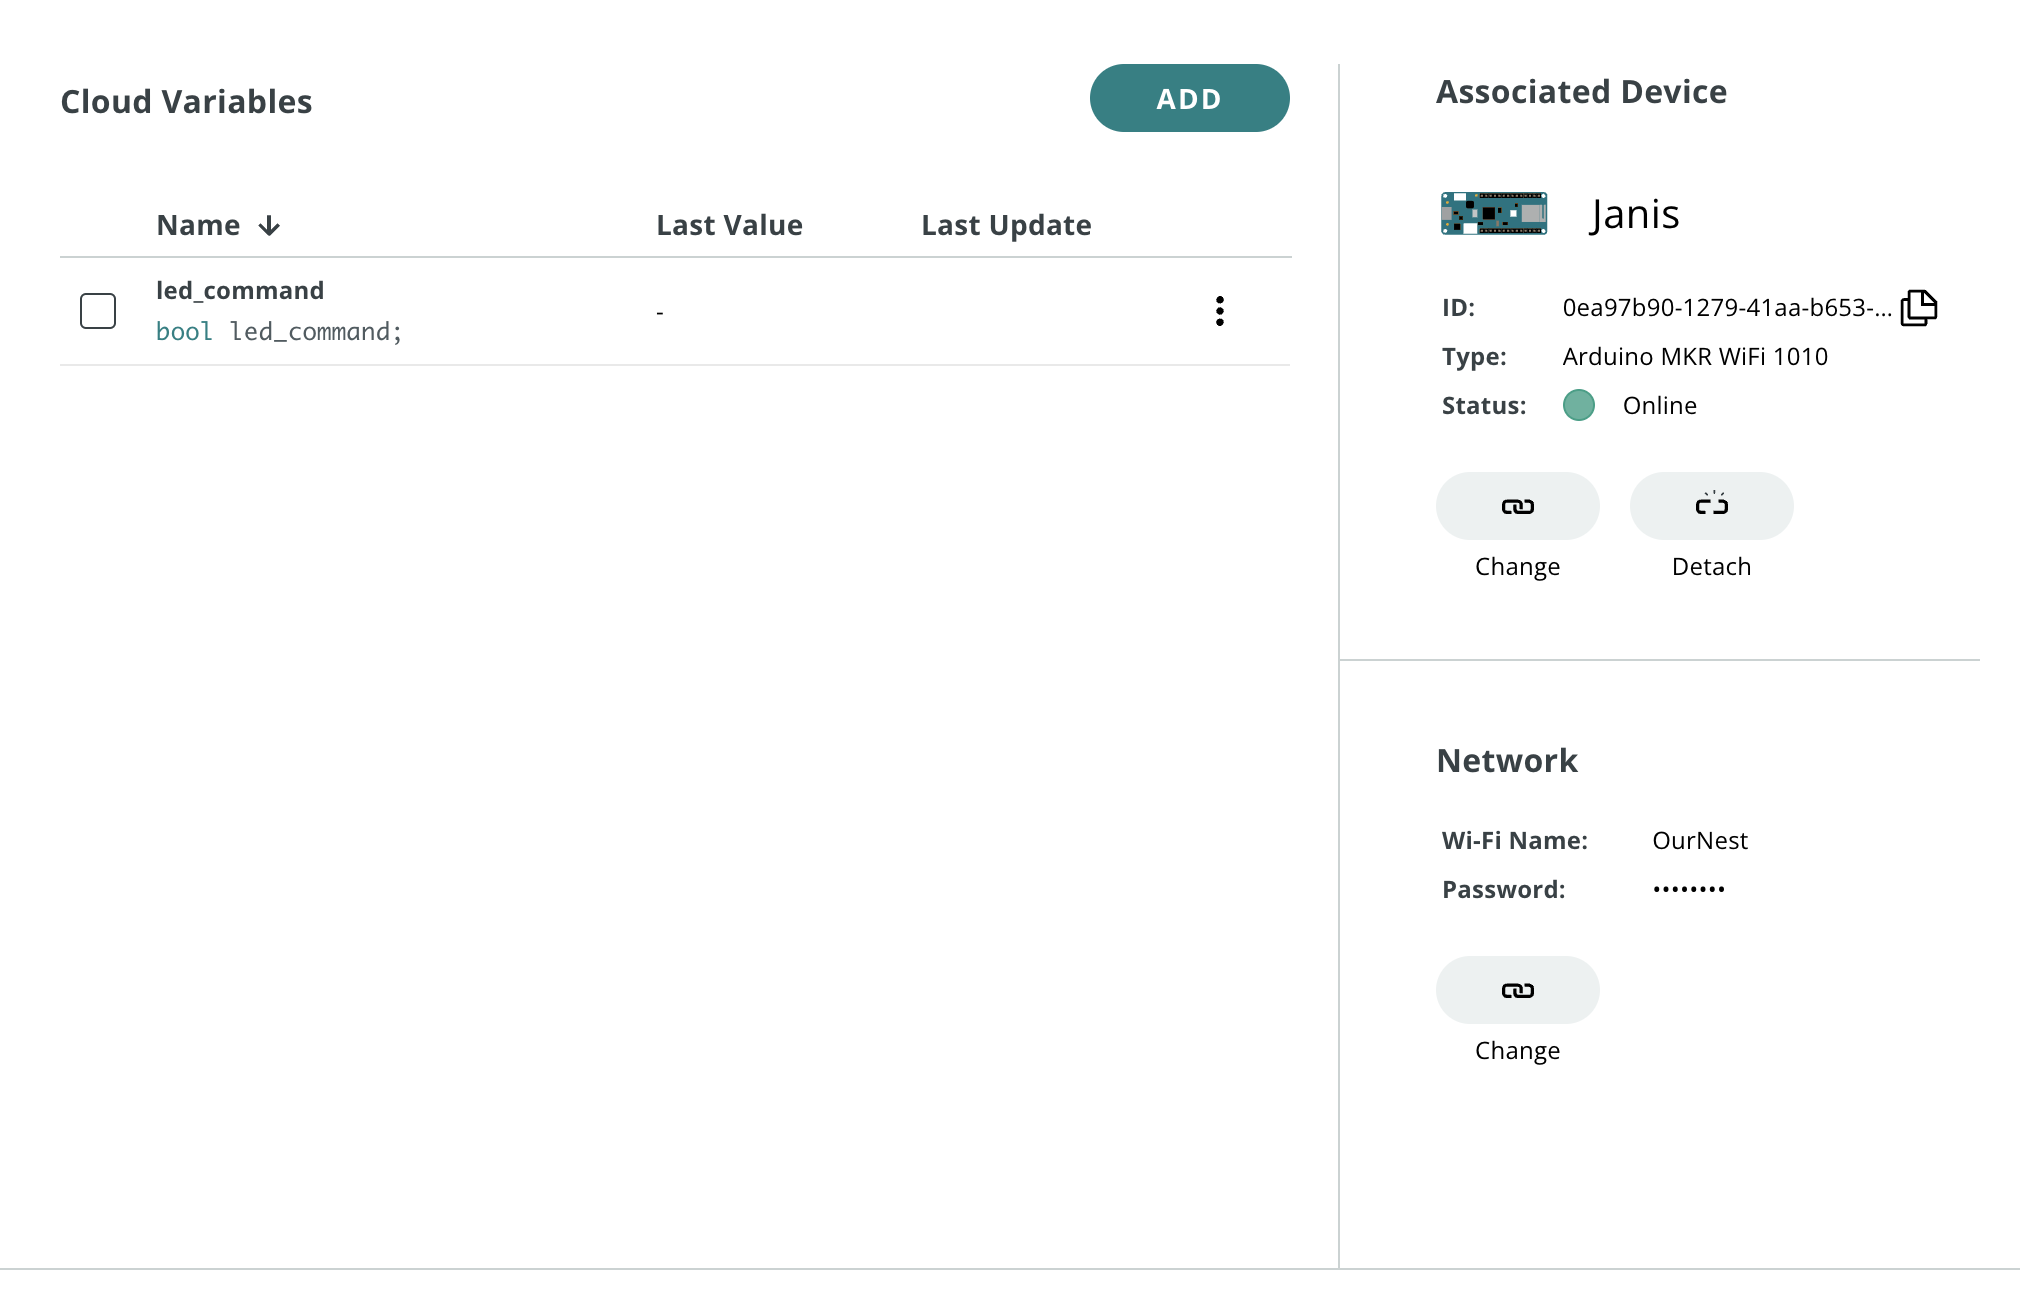 Cloud Variables
ADD
Name Last Value Last Update
led_command
bool led_command;
-
Associated Device
Janis
ID: 0ea97b90-1279-41aa-b653-...
Type: Arduino MKR WiFi 1010
Status: Online
Change Detach
Network
Wi-Fi Name: OurNest
Password: ••••••••
Change